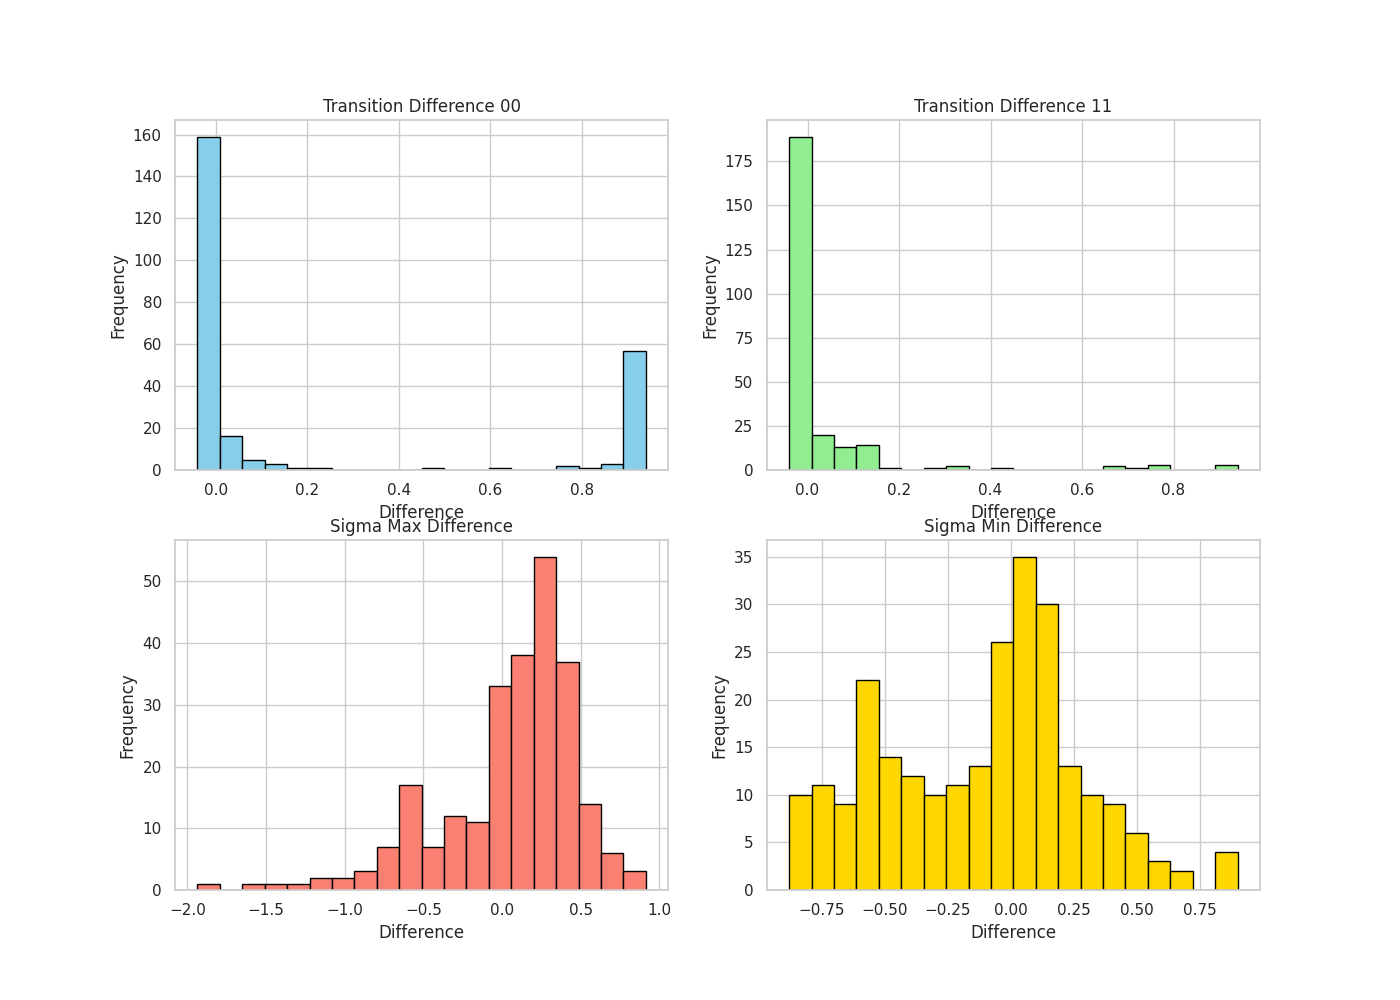 Transition Difference 00
Transition Difference 11
Frequency
160
140
120
100
80
60
40
20
0
0.0 0.2 0.4 0.6 0.8
Difference
Frequency
175
150
125
100
75
50
25
0
0.0 0.2 0.4 0.6 0.8
Difference
Sigma Max Difference
Sigma Min Difference
Frequency
50
40
30
20
10
0
−2.0 −1.5 −1.0 −0.5 0.0 0.5 1.0
Difference
Frequency
35
30
25
20
15
10
5
0
−0.75 −0.50 −0.25 0.00 0.25 0.50 0.75
Difference